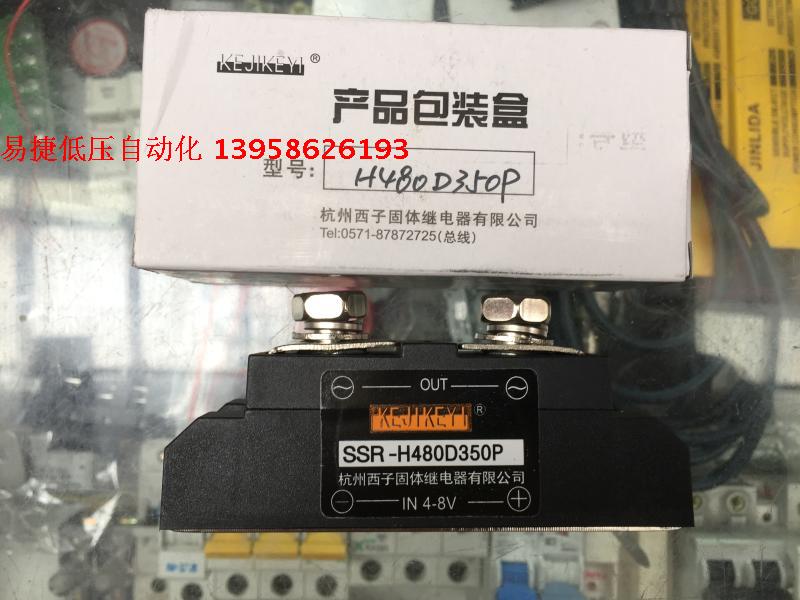 KEJIKEYI®
产品包装盒
易捷低压自动化 13958626193
型号: H480D350P
杭州西子固体继电器有限公司
Tel:0571-87872725(总线)
JINLIDA
~ OUT ~
KEJIKEYI®
SSR-H480D350P
杭州西子固体继电器有限公司
- IN 4-8V +